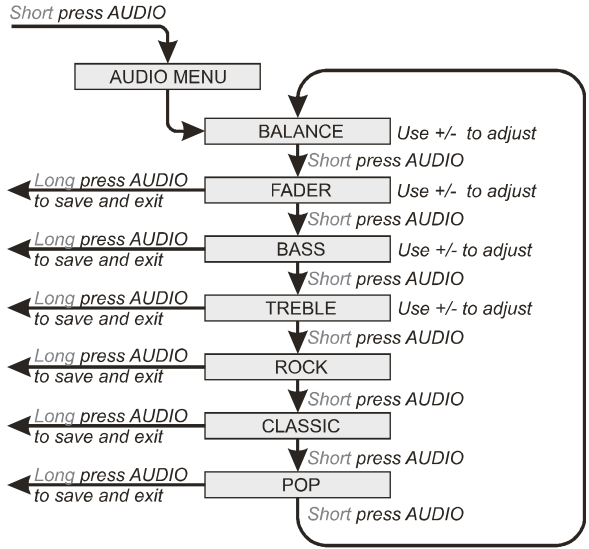 Short press AUDIO
AUDIO MENU
BALANCE
Use +/- to adjust
Short press AUDIO
Long press AUDIO
to save and exit
FADER
Use +/- to adjust
Short press AUDIO
Long press AUDIO
to save and exit
BASS
Use +/- to adjust
Short press AUDIO
Long press AUDIO
to save and exit
TREBLE
Use +/- to adjust
Short press AUDIO
Long press AUDIO
to save and exit
ROCK
Short press AUDIO
Long press AUDIO
to save and exit
CLASSIC
Short press AUDIO
Long press AUDIO
to save and exit
POP
Short press AUDIO